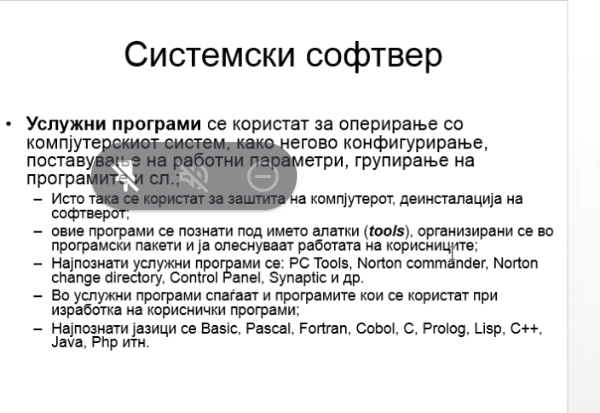 Системски софтвер
• Услужни програми се користат за оперирање со
компјутерскиот систем, како негово конфигурирање,
поставување на работни параметри, групирање на
програмите и сл.;
– Исто така се користат за заштита на компјутерот, деинсталација на
софтверот;
– овие програми се познати под името алатки (tools), организирани се во
програмски пакети и ја олеснуваат работата на корисниците;
– Најпознати услужни програми се: PC Tools, Norton commander, Norton
change directory, Control Panel, Synaptic и др.
– Во услужни програми спаѓаат и програмите кои се користат при
изработка на кориснички програми;
– Најпознати јазици се Basic, Pascal, Fortran, Cobol, C, Prolog, Lisp, C++,
Java, Php итн.